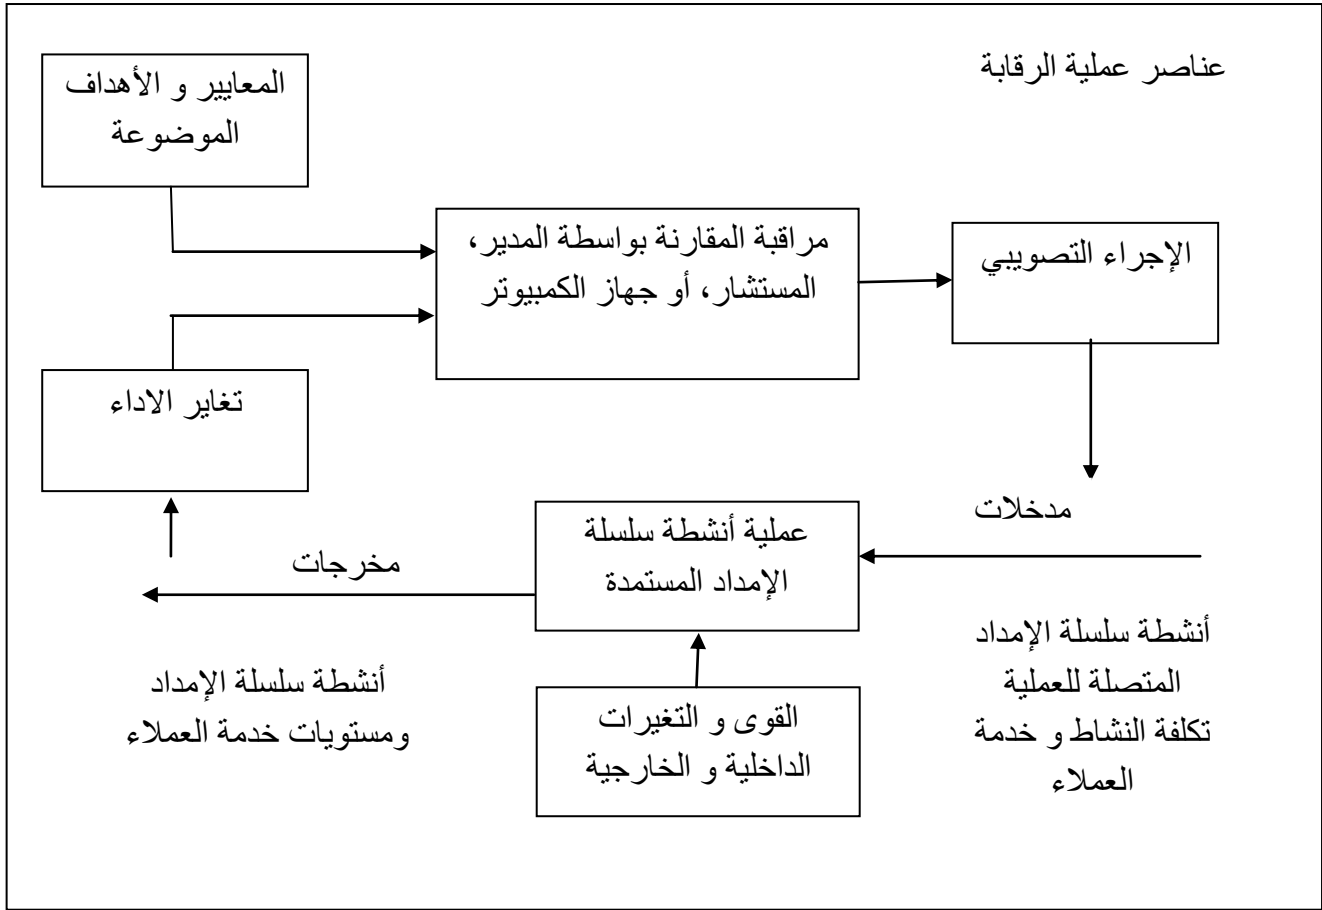 عناصر عملية الرقابة
المعايير و الأهداف
الموضوعة
مراقبة المقارنة بواسطة المدير،
المستشار، أو جهاز الكمبيوتر
الإجراء التصويبي
تغاير الاداء
مدخلات
عملية أنشطة سلسلة
الإمداد المستمدة
مخرجات
أنشطة سلسلة الإمداد
المتصلة للعملية
تكلفة النشاط و خدمة
العملاء
القوى و التغيرات
الداخلية و الخارجية
أنشطة سلسلة الإمداد
ومستويات خدمة العملاء